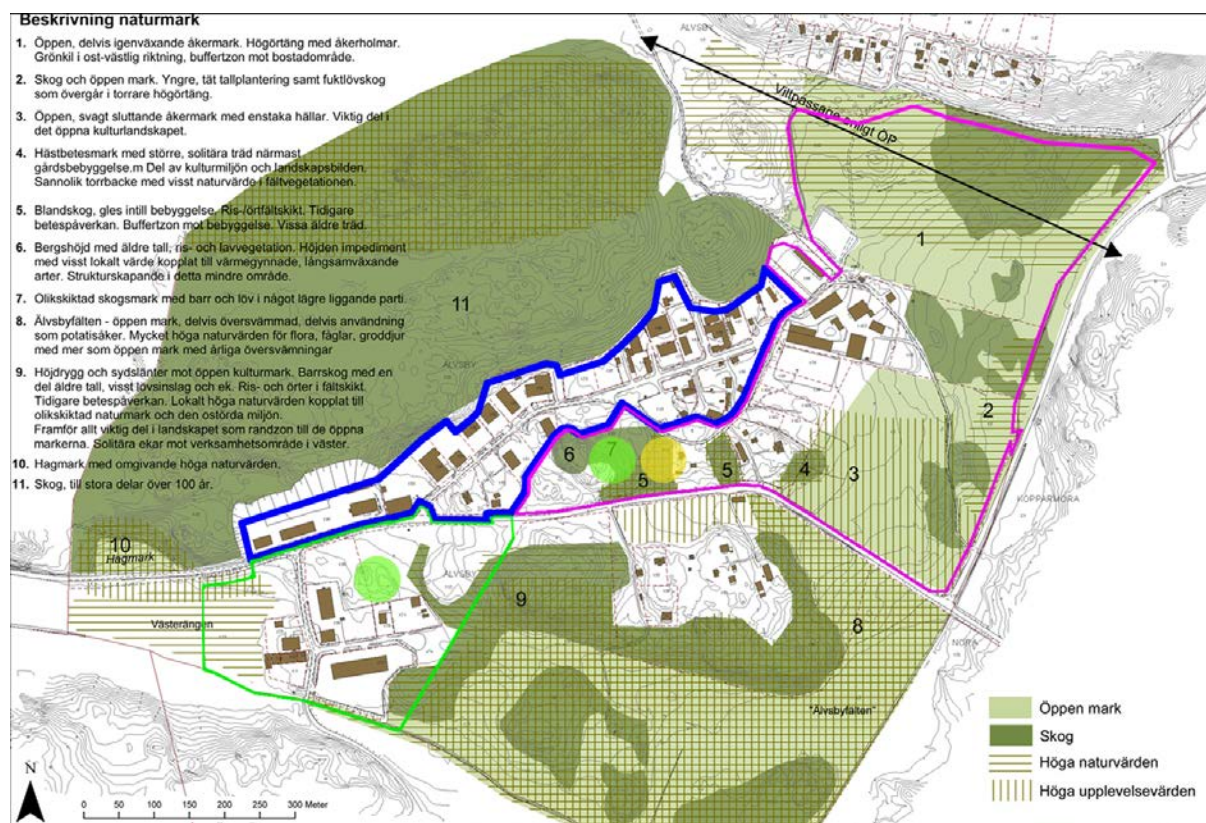 Beskrivning naturmark
1. Öppen, delvis igenväxande åkermark. Högörtäng med åkerholmar.
Grönkil i ost-västlig riktning, buffertzon mot bostadområde.
2. Skog och öppen mark. Yngre, tät tallplantering samt fuktlövskog
som övergår i torrare högörtäng.
3. Öppen, svagt sluttande åkermark med enstaka hällar. Viktig del i
det öppna kulturlandskapet.
4. Hästbetesmark med större, solitära träd närmast
gårdsbebyggelse.m Del av kulturmiljön och landskapsbilden.
Sannolik torrbacke med visst naturvärde i fältvegetationen.
5. Blandskog, gles intill bebyggelse. Ris-/örtfältskikt. Tidigare
betespåverkan. Buffertzon mot bebyggelse. Vissa äldre träd.
6. Bergshöjd med äldre tall, ris- och lavvegetation. Höjden impediment
med visst lokalt värde kopplat till värmegynnade, långsamväxande
arter. Strukturskapande i detta mindre område.
7. Olikskiktad skogsmark med barr och löv i något lägre liggande parti.
8. Älvsbyfälten - öppen mark, delvis översvämmad, delvis användning
som potatisåker. Mycket höga naturvärden för flora, fåglar, groddjur
med mer som öppen mark med årliga översvämningar
9. Höjdrygg och sydslänter mot öppen kulturmark. Barrskog med en
del äldre tall, visst lövsinslag och ek. Ris- och örter i fältskikt.
Tidigare betespåverkan. Lokalt höga naturvärden kopplat till
olikskiktad naturmark och den ostörda miljön.
Framför allt viktig del i landskapet som randzon till de öppna
markerna. Solitära ekar mot verksamhetsområde i väster.
10. Hagmark med omgivande höga naturvärden.
11. Skog, till stora delar över 100 år.
ÄLVSBY
Viltpassage enligt ÖP
1
11
ÄLVSBY
2
6
7
5
5
4
3
KOPPARMORA
10
Hagmark
ÄLVSBY
9
8
Västerängen
NORA
"Älvsbyfälten"
Öppen mark
Skog
Höga naturvärden
Höga upplevelsevärden
N
0 50 100 150 200 250 300 Meter